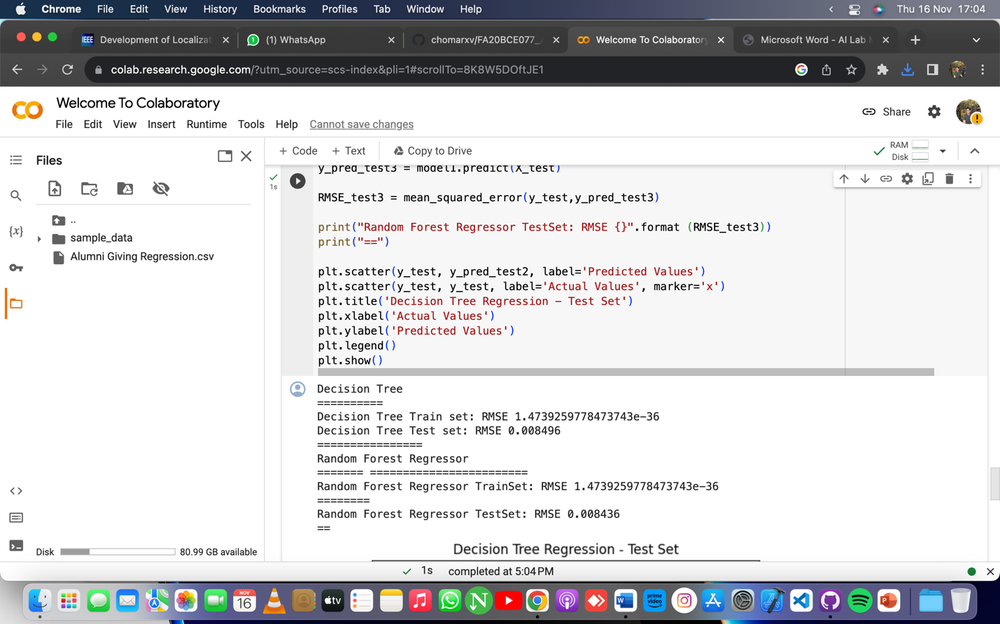 Chrome File Edit View History Bookmarks Profiles Tab Window Help Thu 16 Nov 17:04
IEEE Development of Localizat (1) WhatsApp chomarxv/FA20BCE077_ Welcome To Colaboratory Microsoft Word - AI Lab
colab.research.google.com/?utm_source=scs-index&pli=1#scrollTo=8K8W5DOftJE1
Welcome To Colaboratory
Share
File Edit View Insert Runtime Tools Help Cannot save changes
Files
+ Code + Text Copy to Drive
RAM
Disk
1s
y_pred_test3 = model1.predict(X_test)
RMSE_test3 = mean_squared_error(y_test,y_pred_test3)
print("Random Forest Regressor TestSet: RMSE {}".format (RMSE_test3))
print("==")
plt.scatter(y_test, y_pred_test2, label='Predicted Values')
plt.scatter(y_test, y_test, label='Actual Values', marker='x')
plt.title('Decision Tree Regression – Test Set')
plt.xlabel('Actual Values')
plt.ylabel('Predicted Values')
plt.legend()
plt.show()
{x}
..
sample_data
Alumni Giving Regression.csv
Decision Tree
==========
Decision Tree Train set: RMSE 1.4739259778473743e-36
Decision Tree Test set: RMSE 0.008496
================
Random Forest Regressor
======= ========================
Random Forest Regressor TrainSet: RMSE 1.4739259778473743e-36
========
Random Forest Regressor TestSet: RMSE 0.008436
==
Decision Tree Regression - Test Set
Disk 80.99 GB available
1s completed at 5:04 PM
NOV
16
tv
N
W
prime
video
P